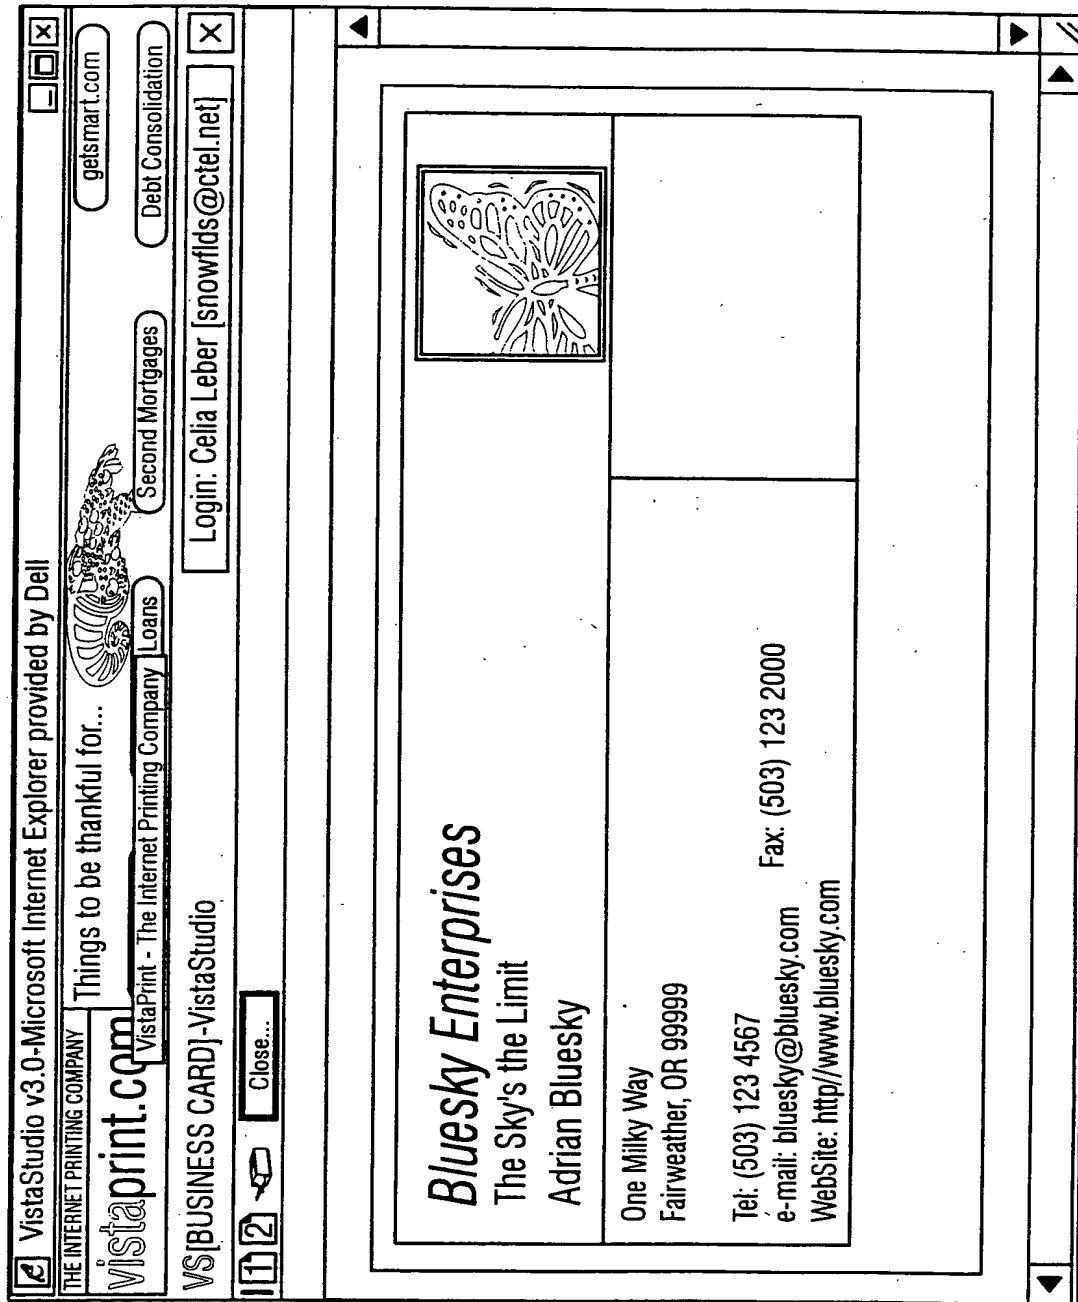 VistaStudio v3.0-Microsoft Internet Explorer provided by Dell
THE INTERNET PRINTING COMPANY
vistaprint.com
Things to be thankful for...
getsmart.com
VistaPrint - The Internet Printing Company
Loans
Second Mortgages
Debt Consolidation
VS[BUSINESS CARD]-VistaStudio
Login: Celia Leber [snowflds@ctel.net]
1 2
Close...
Bluesky Enterprises
The Sky's the Limit
Adrian Bluesky
One Milky Way
Fairweather, OR 99999
Tel: (503) 123 4567
Fax: (503) 123 2000
e-mail: bluesky@bluesky.com
WebSite: http//www.bluesky.com